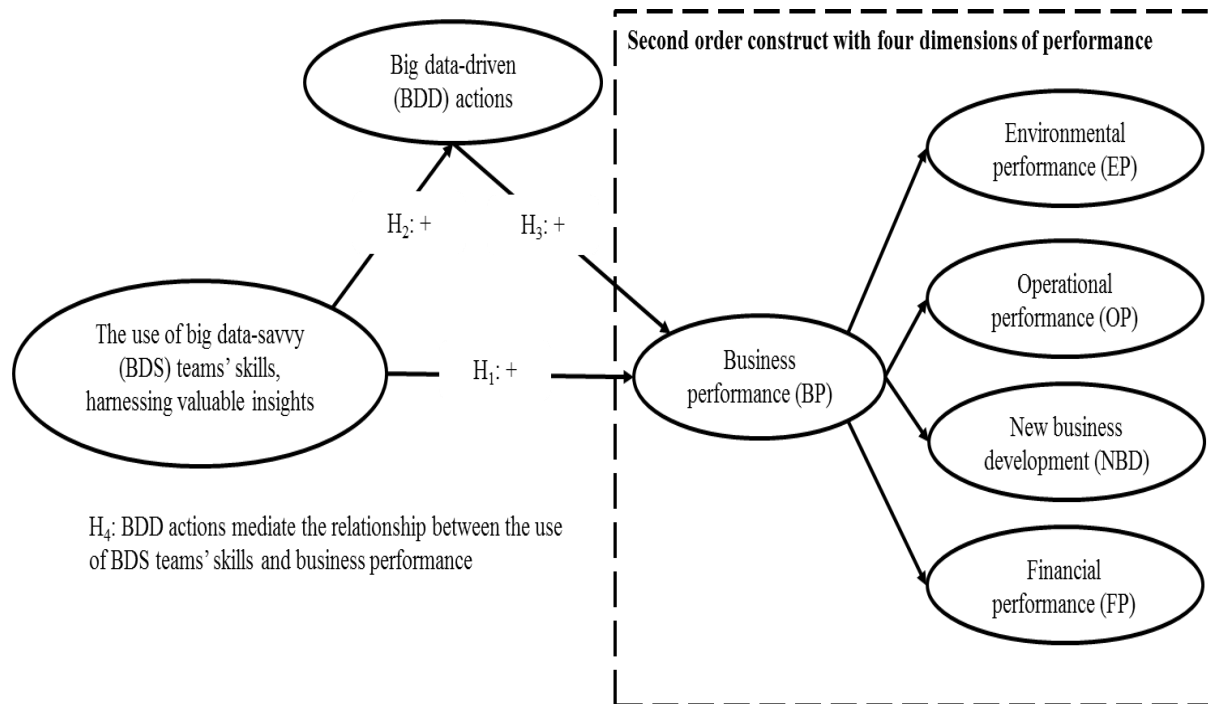 Second order construct with four dimensions of performance
Big data-driven
(BDD) actions
Environmental
performance (EP)
H₂: +
H₃: +
Operational
performance (OP)
The use of big data-savvy
(BDS) teams’ skills,
harnessing valuable insights
H₁: +
Business
performance (BP)
New business
development (NBD)
H₄: BDD actions mediate the relationship between the use
of BDS teams’ skills and business performance
Financial
performance (FP)